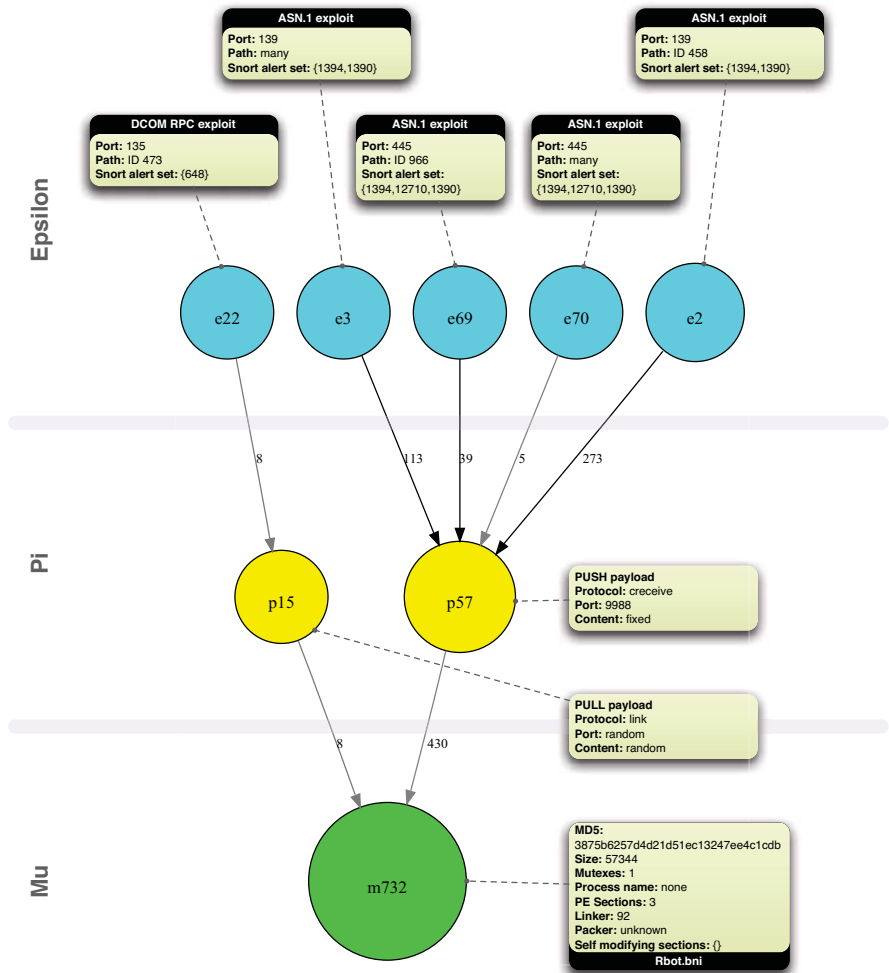 ASN.1 exploit
Port: 139
Path: many
Snort alert set: {1394,1390}
ASN.1 exploit
Port: 139
Path: ID 458
Snort alert set: {1394,1390}
DCOM RPC exploit
Port: 135
Path: ID 473
Snort alert set: {648}
ASN.1 exploit
Port: 445
Path: ID 966
Snort alert set:
{1394,12710,1390}
ASN.1 exploit
Port: 445
Path: many
Snort alert set:
{1394,12710,1390}
Epsilon
e22
e3
e69
e70
e2
8
113
39
5
273
Pi
p15
p57
PUSH payload
Protocol: creceive
Port: 9988
Content: fixed
PULL payload
Protocol: link
Port: random
Content: random
8
430
Mu
m732
MD5:
3875b6257d4d21d51ec13247ee4c1cdb
Size: 57344
Mutexes: 1
Process name: none
PE Sections: 3
Linker: 92
Packer: unknown
Self modifying sections: {}
Rbot.bni